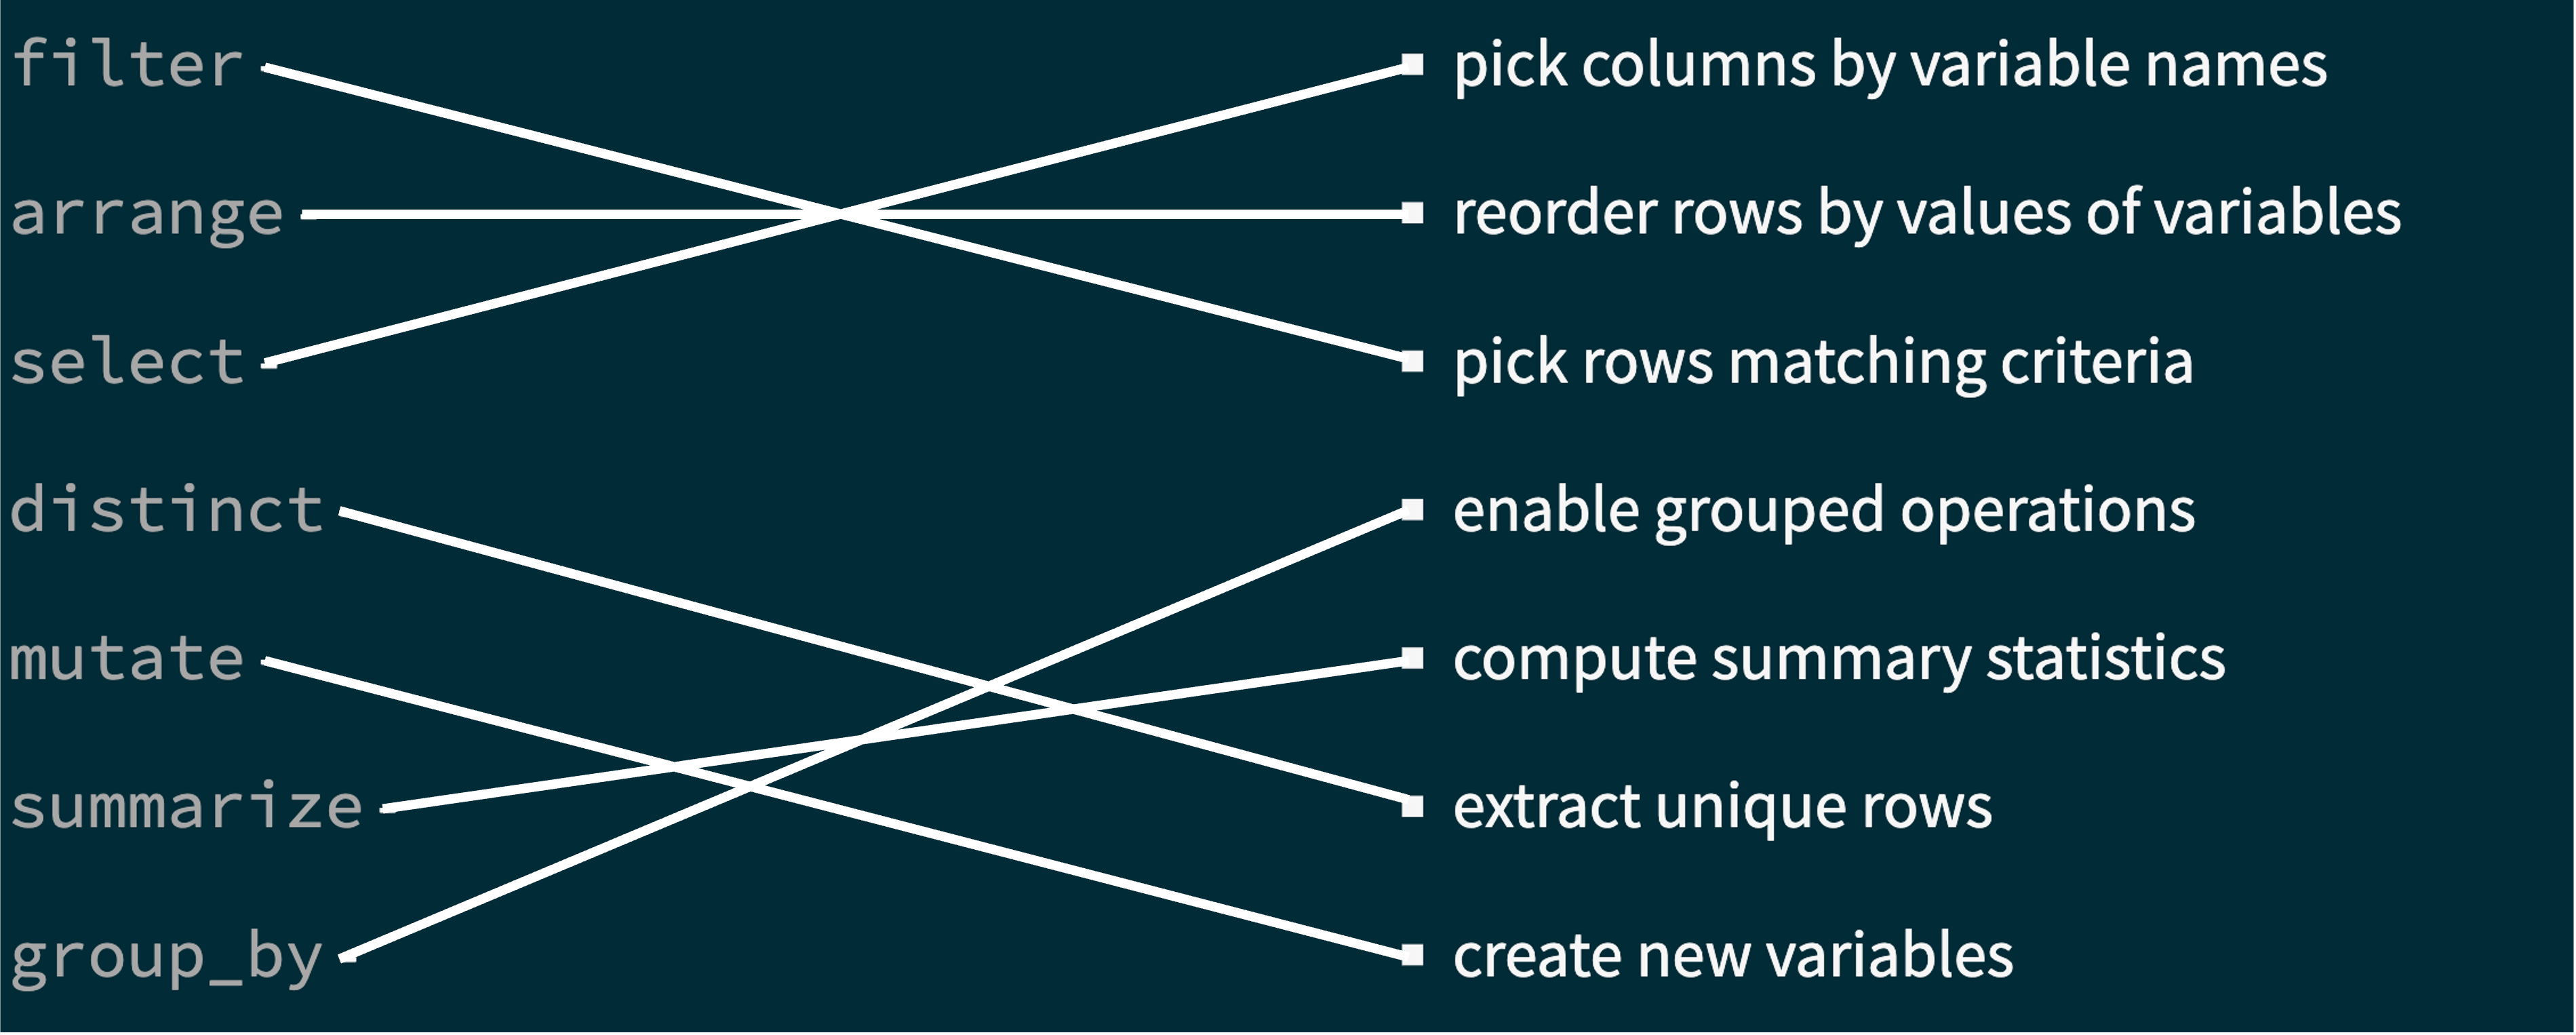 filter
pick columns by variable names
arrange
reorder rows by values of variables
select
pick rows matching criteria
distinct
enable grouped operations
mutate
compute summary statistics
summarize
extract unique rows
group_by
create new variables